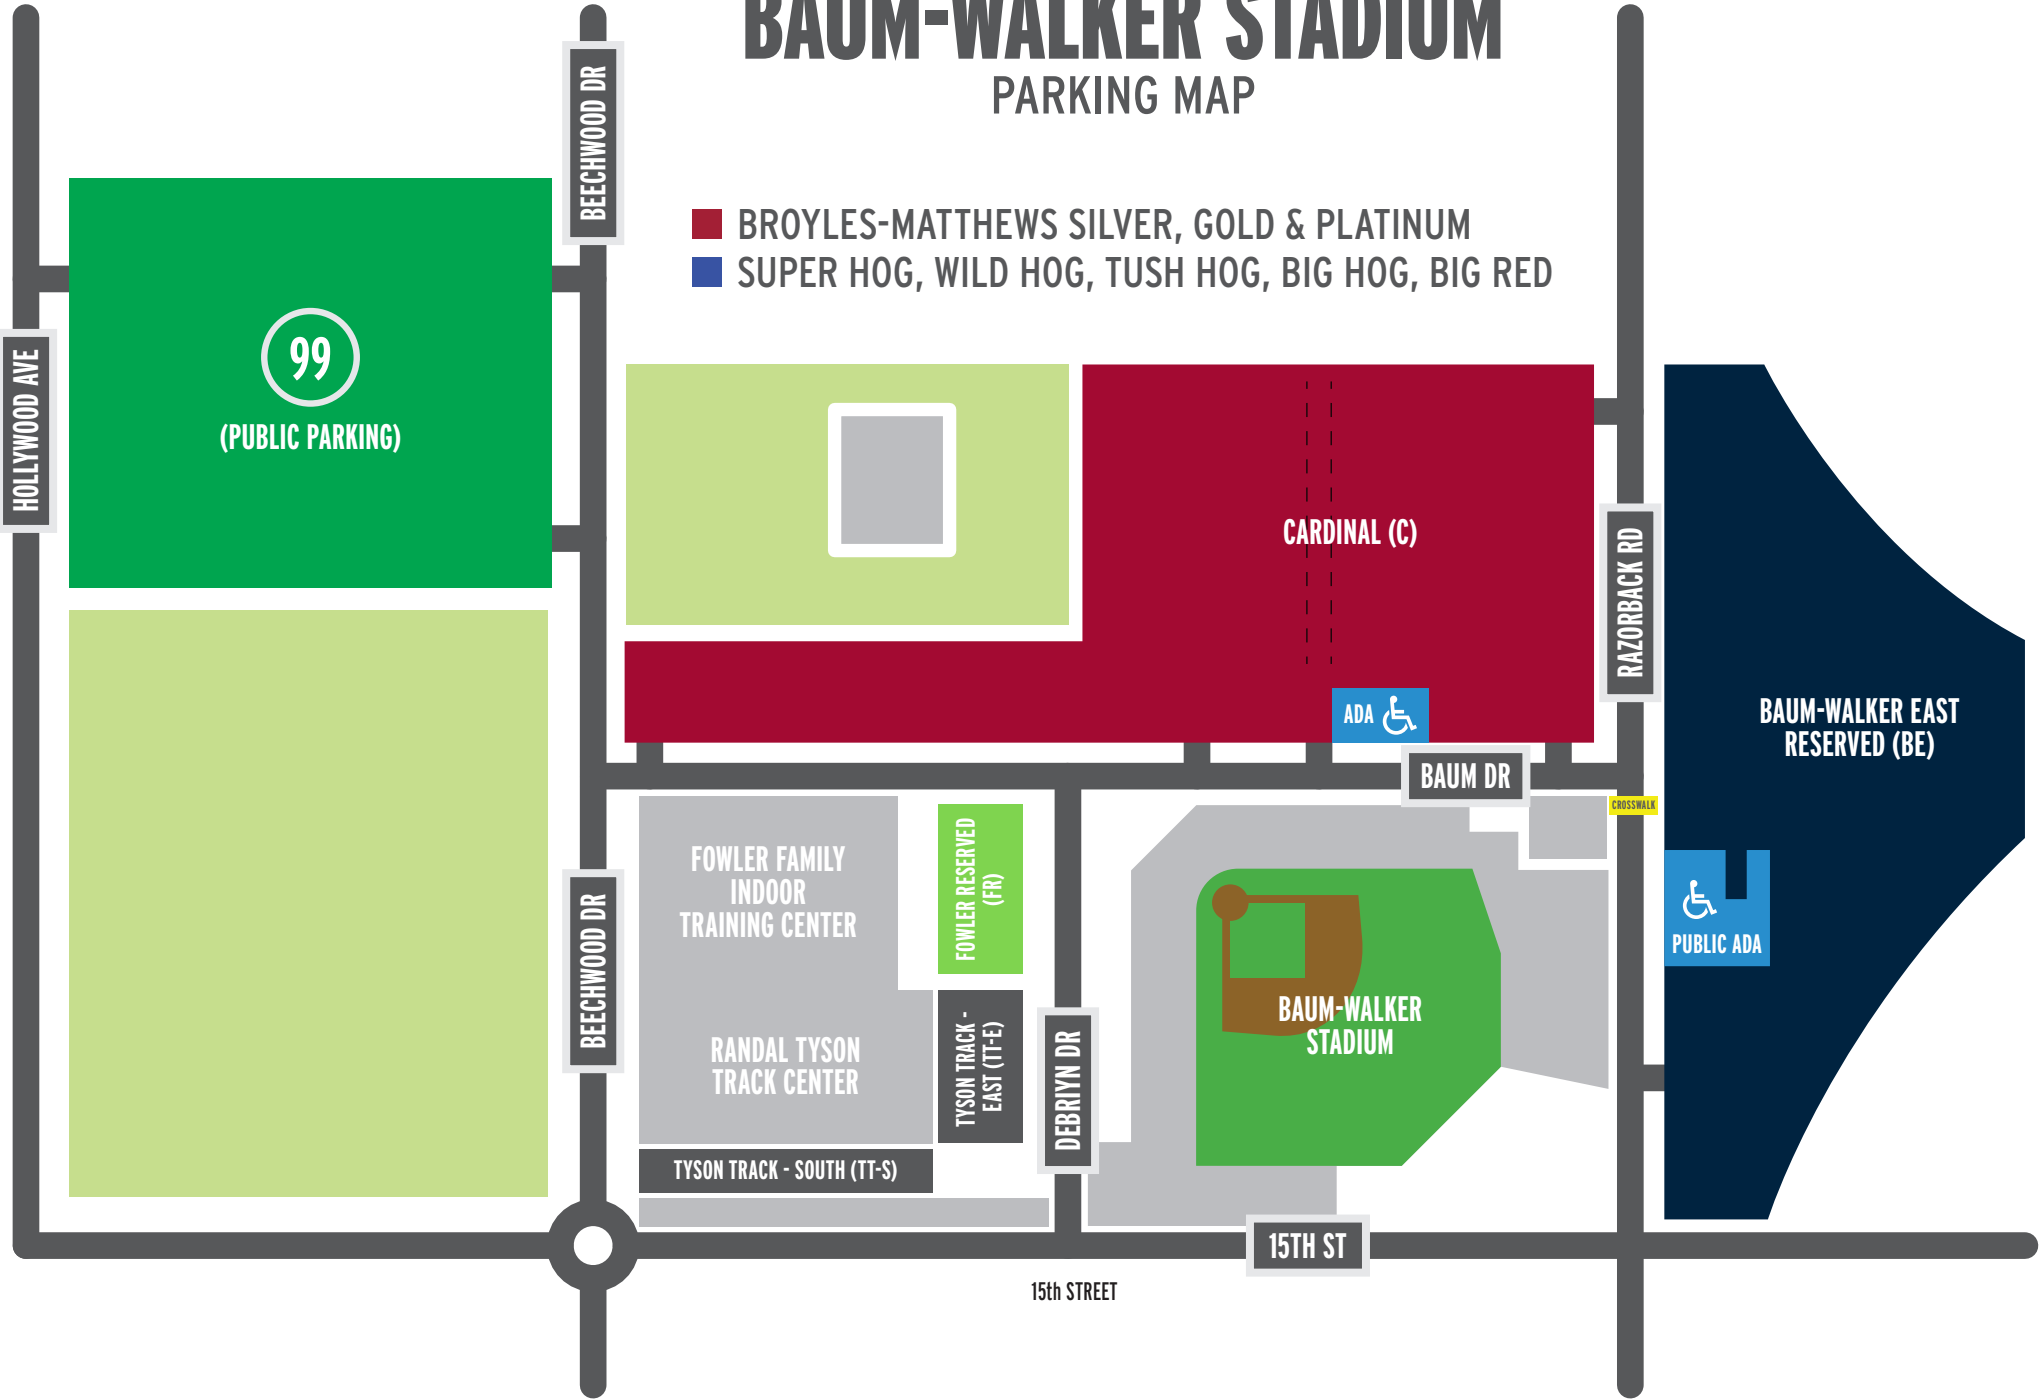 BAUM-WALKER STADIUM
PARKING MAP
BROYLES-MATTHEWS SILVER, GOLD & PLATINUM
SUPER HOG, WILD HOG, TUSH HOG, BIG HOG, BIG RED
BEECHWOOD DR
HOLLYWOOD AVE
99
(PUBLIC PARKING)
CARDINAL (C)
RAZORBACK RD
ADA
BAUM-WALKER EAST
RESERVED (BE)
BAUM DR
CROSSWALK
FOWLER FAMILY
INDOOR
TRAINING CENTER
FOWLER RESERVED
(FR)
BEECHWOOD DR
PUBLIC ADA
BAUM-WALKER
STADIUM
RANDAL TYSON
TRACK CENTER
TYSON TRACK -
EAST (TT-E)
DEBRIYN DR
TYSON TRACK - SOUTH (TT-S)
15TH ST
15th STREET